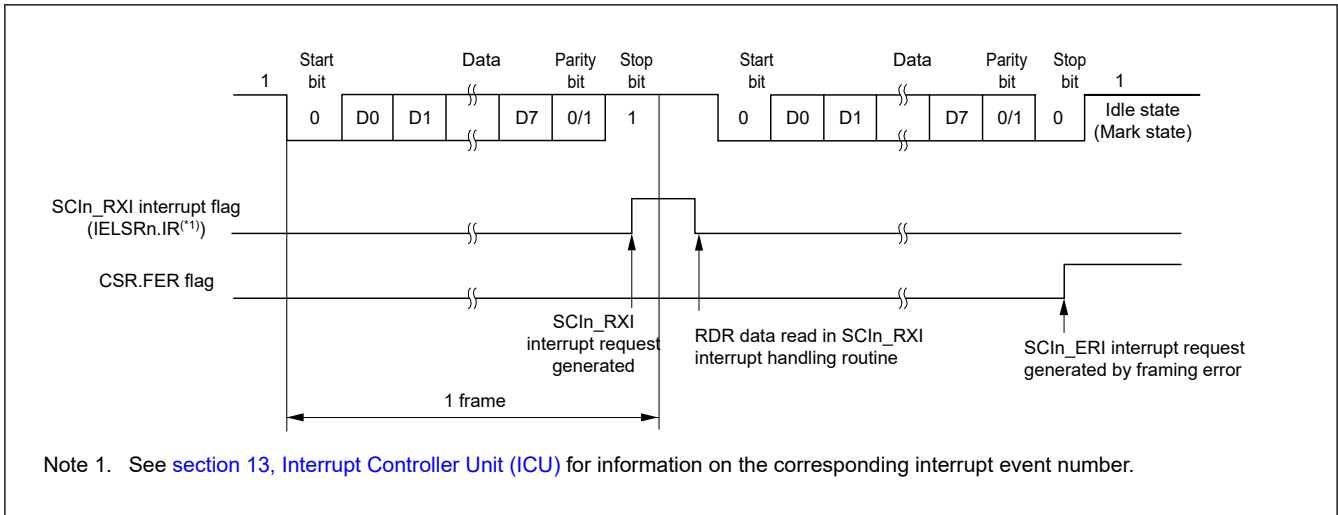 Start Data Parity Stop Start Data Parity Stop
1 bit bit bit bit bit bit 1
0 D0 D1 D7 0/1 1 0 D0 D1 D7 0/1 0 Idle state
(Mark state)
SCIn_RXI interrupt flag
(IELSRn.IR(*1))
CSR.FER flag
SCIn_RXI
interrupt request
generated
RDR data read in SCIn_RXI
interrupt handling routine
SCIn_ERI interrupt request
generated by framing error
1 frame
Note 1. See section 13, Interrupt Controller Unit (ICU) for information on the corresponding interrupt event number.